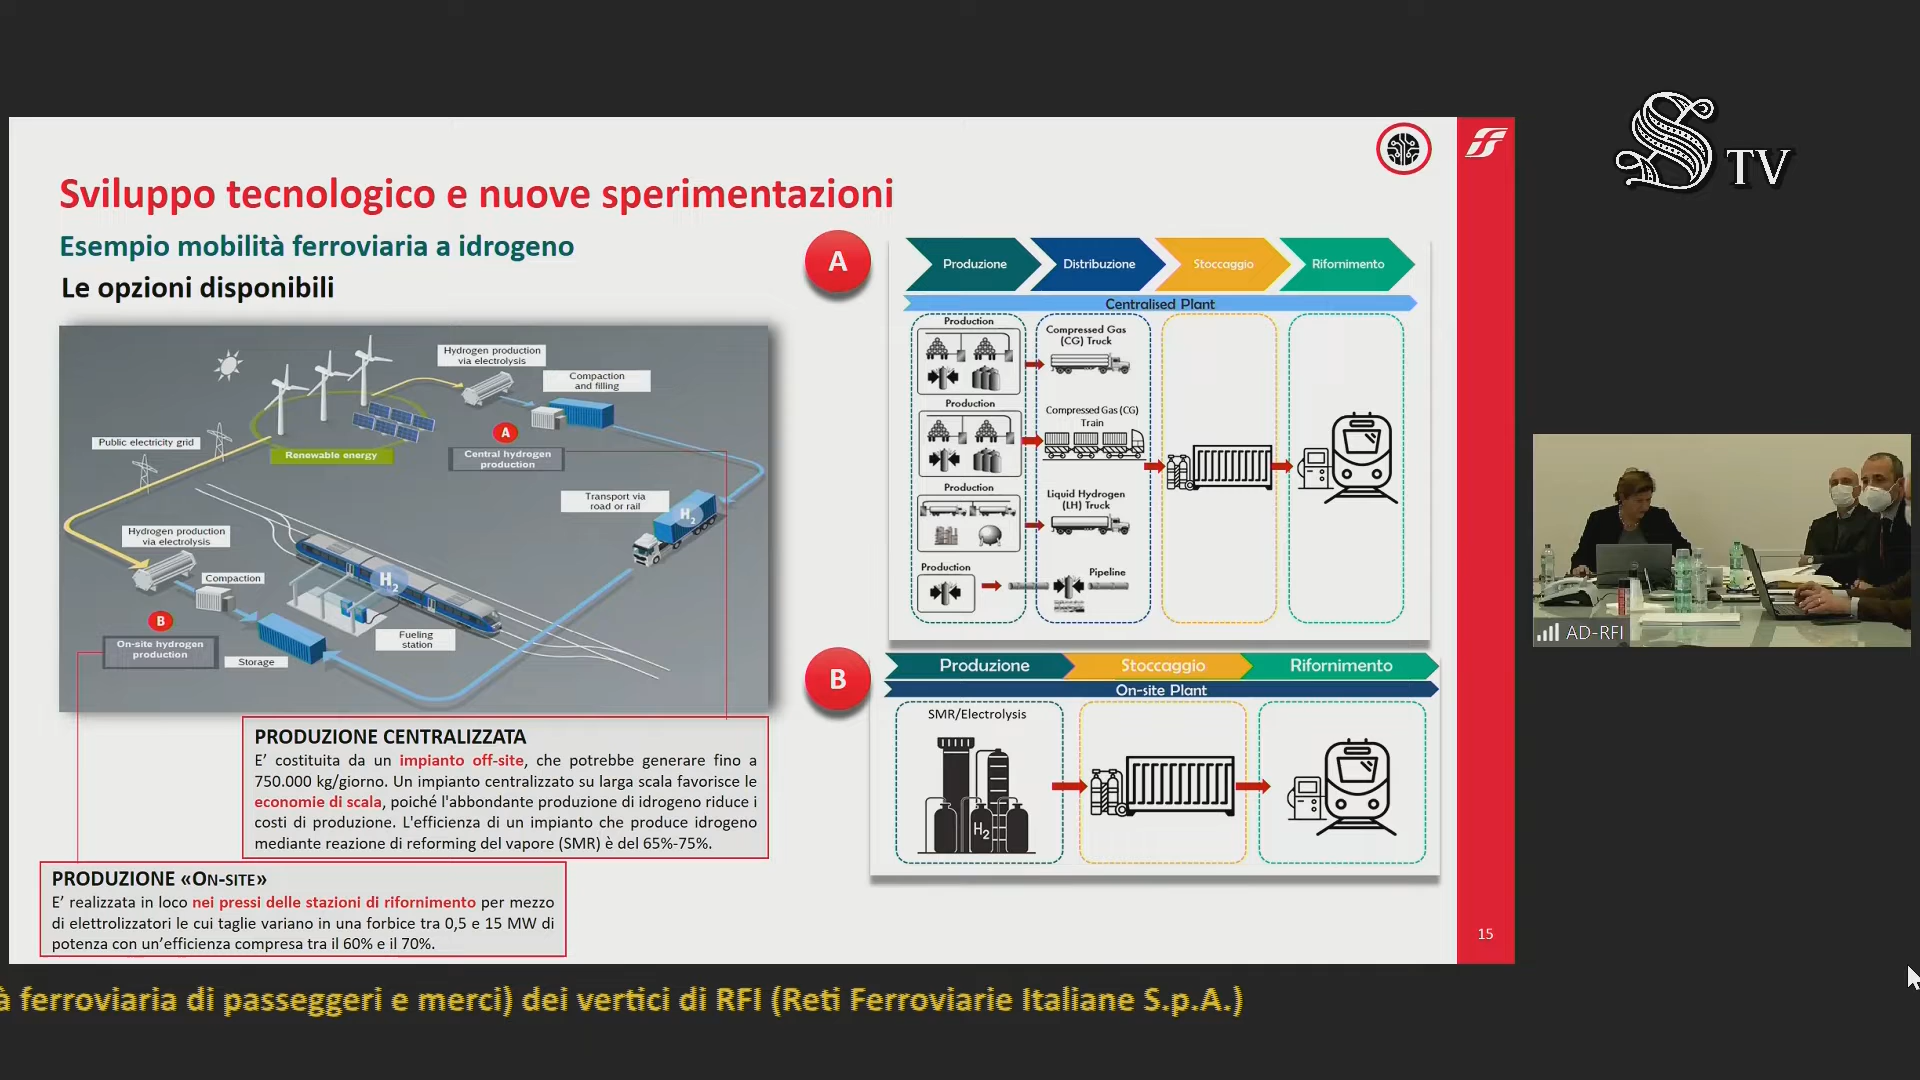 S TV
Sviluppo tecnologico e nuove sperimentazioni
Esempio mobilità ferroviaria a idrogeno
Le opzioni disponibili
Hydrogen production
via electrolysis
Compaction
and filling
Public electricity grid
Renewable energy
A
Central hydrogen
production
Transport via
road or rail
H2
Hydrogen production
via electrolysis
Compaction
H2
B
On-site hydrogen
production
Storage
Fueling
station
PRODUZIONE CENTRALIZZATA
E’ costituita da un impianto off-site, che potrebbe generare fino a
750.000 kg/giorno. Un impianto centralizzato su larga scala favorisce le
economie di scala, poiché l'abbondante produzione di idrogeno riduce i
costi di produzione. L'efficienza di un impianto che produce idrogeno
mediante reazione di reforming del vapore (SMR) è del 65%-75%.
PRODUZIONE «ON-SITE»
E’ realizzata in loco nei pressi delle stazioni di rifornimento per mezzo
di elettrolizzatori le cui taglie variano in una forbice tra 0,5 e 15 MW di
potenza con un’efficienza compresa tra il 60% e il 70%.
A
Produzione Distribuzione Stoccaggio Rifornimento
Centralised Plant
Production
Compressed Gas
(CG) Truck
Production
Compressed Gas (CG)
Train
Production
Liquid Hydrogen
(LH) Truck
Production
Pipeline
B
Produzione Stoccaggio Rifornimento
On-site Plant
SMR/Electrolysis
H2
15
AD-RFI
à ferroviaria di passeggeri e merci) dei vertici di RFI (Reti Ferroviarie Italiane S.p.A.)